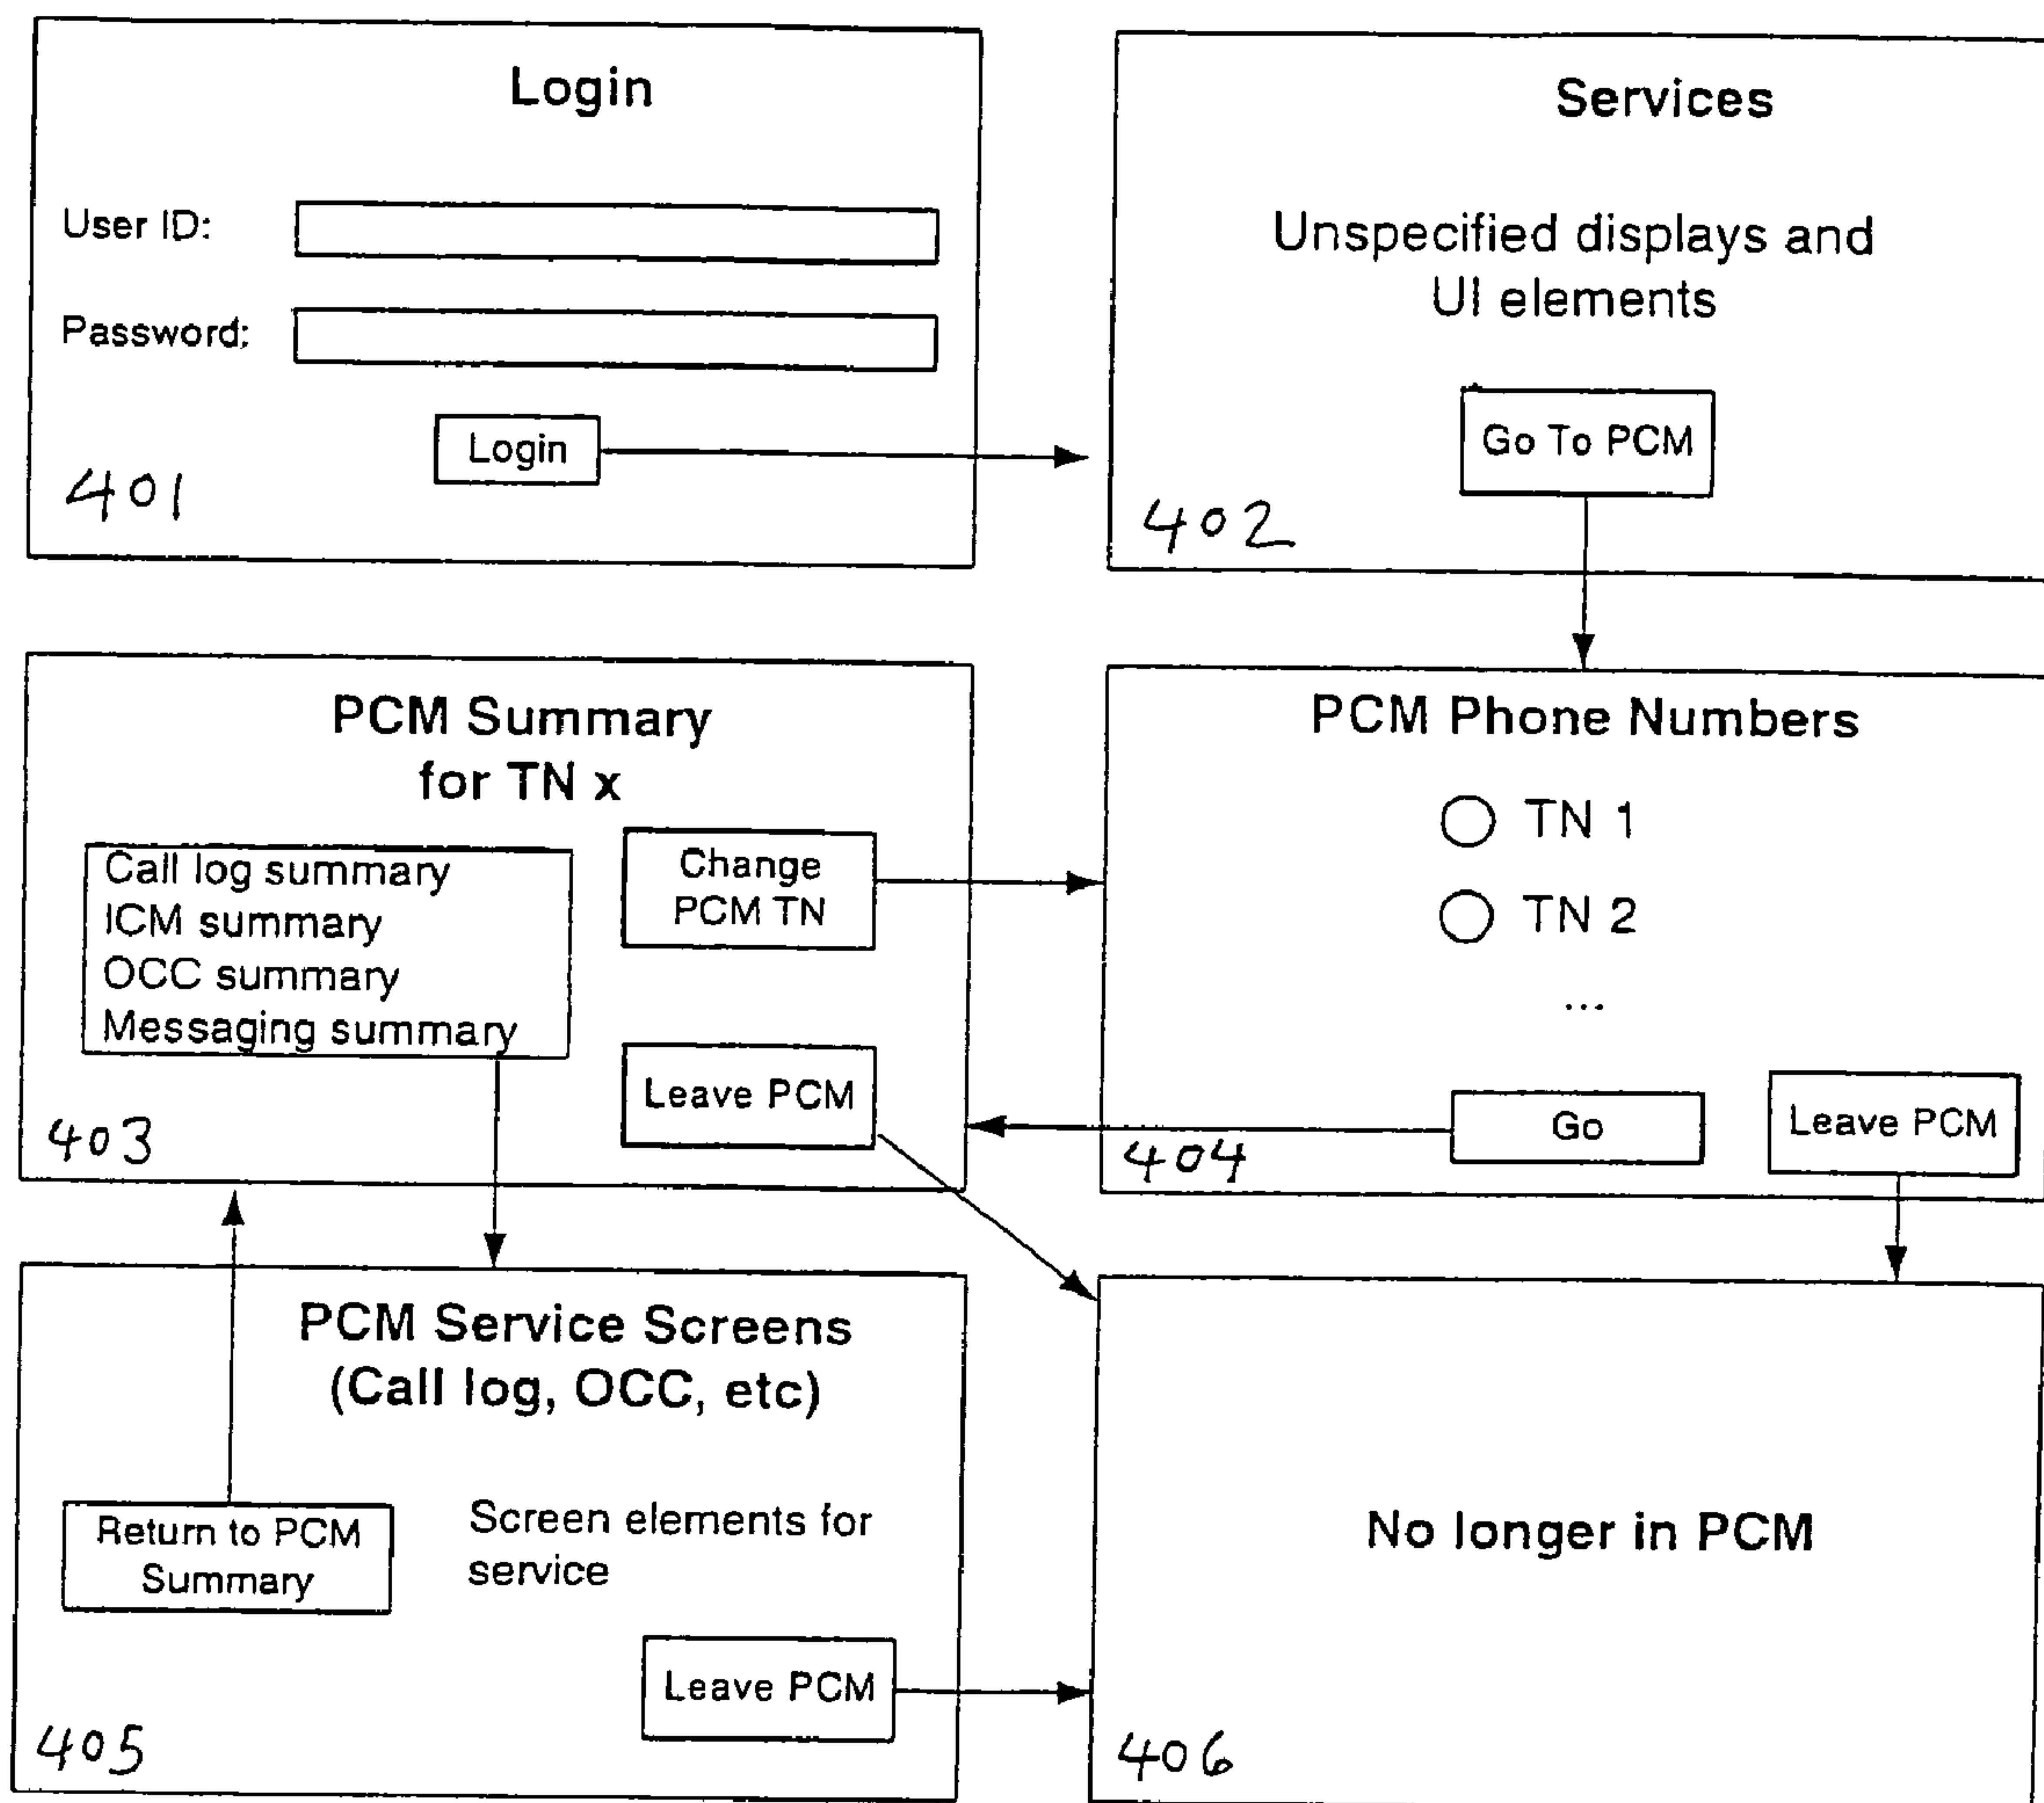 Login
User ID:
Password:
Login
401
Services
Unspecified displays and
UI elements
Go To PCM
402
PCM Summary
for TN x
Call log summary
ICM summary
OCC summary
Messaging summary
Change
PCM TN
Leave PCM
403
PCM Phone Numbers
TN 1
TN 2
...
Go
Leave PCM
404
PCM Service Screens
(Call log, OCC, etc)
Return to PCM
Summary
Screen elements for
service
Leave PCM
405
No longer in PCM
406